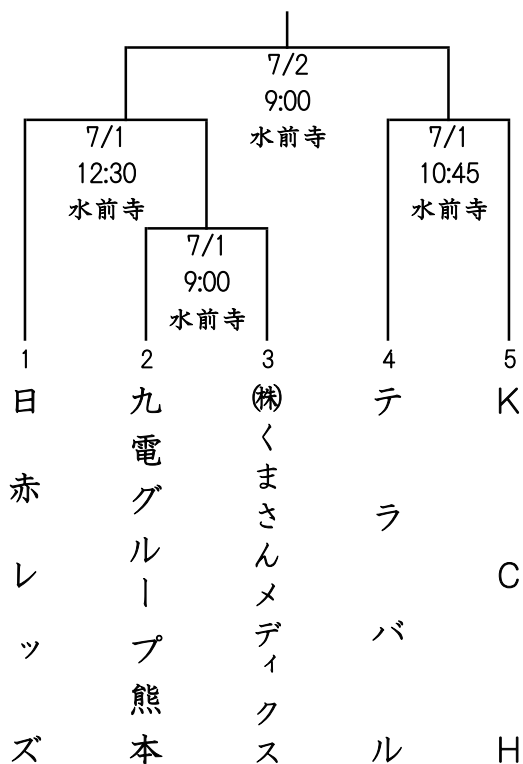 7/2
9:00
水前寺
7/1
12:30
水前寺
7/1
10:45
水前寺
7/1
9:00
水前寺
1
2
3
4
5
日赤レッズ
九電グループ熊本
㈱くまさんメディクス
テラバル
KCH